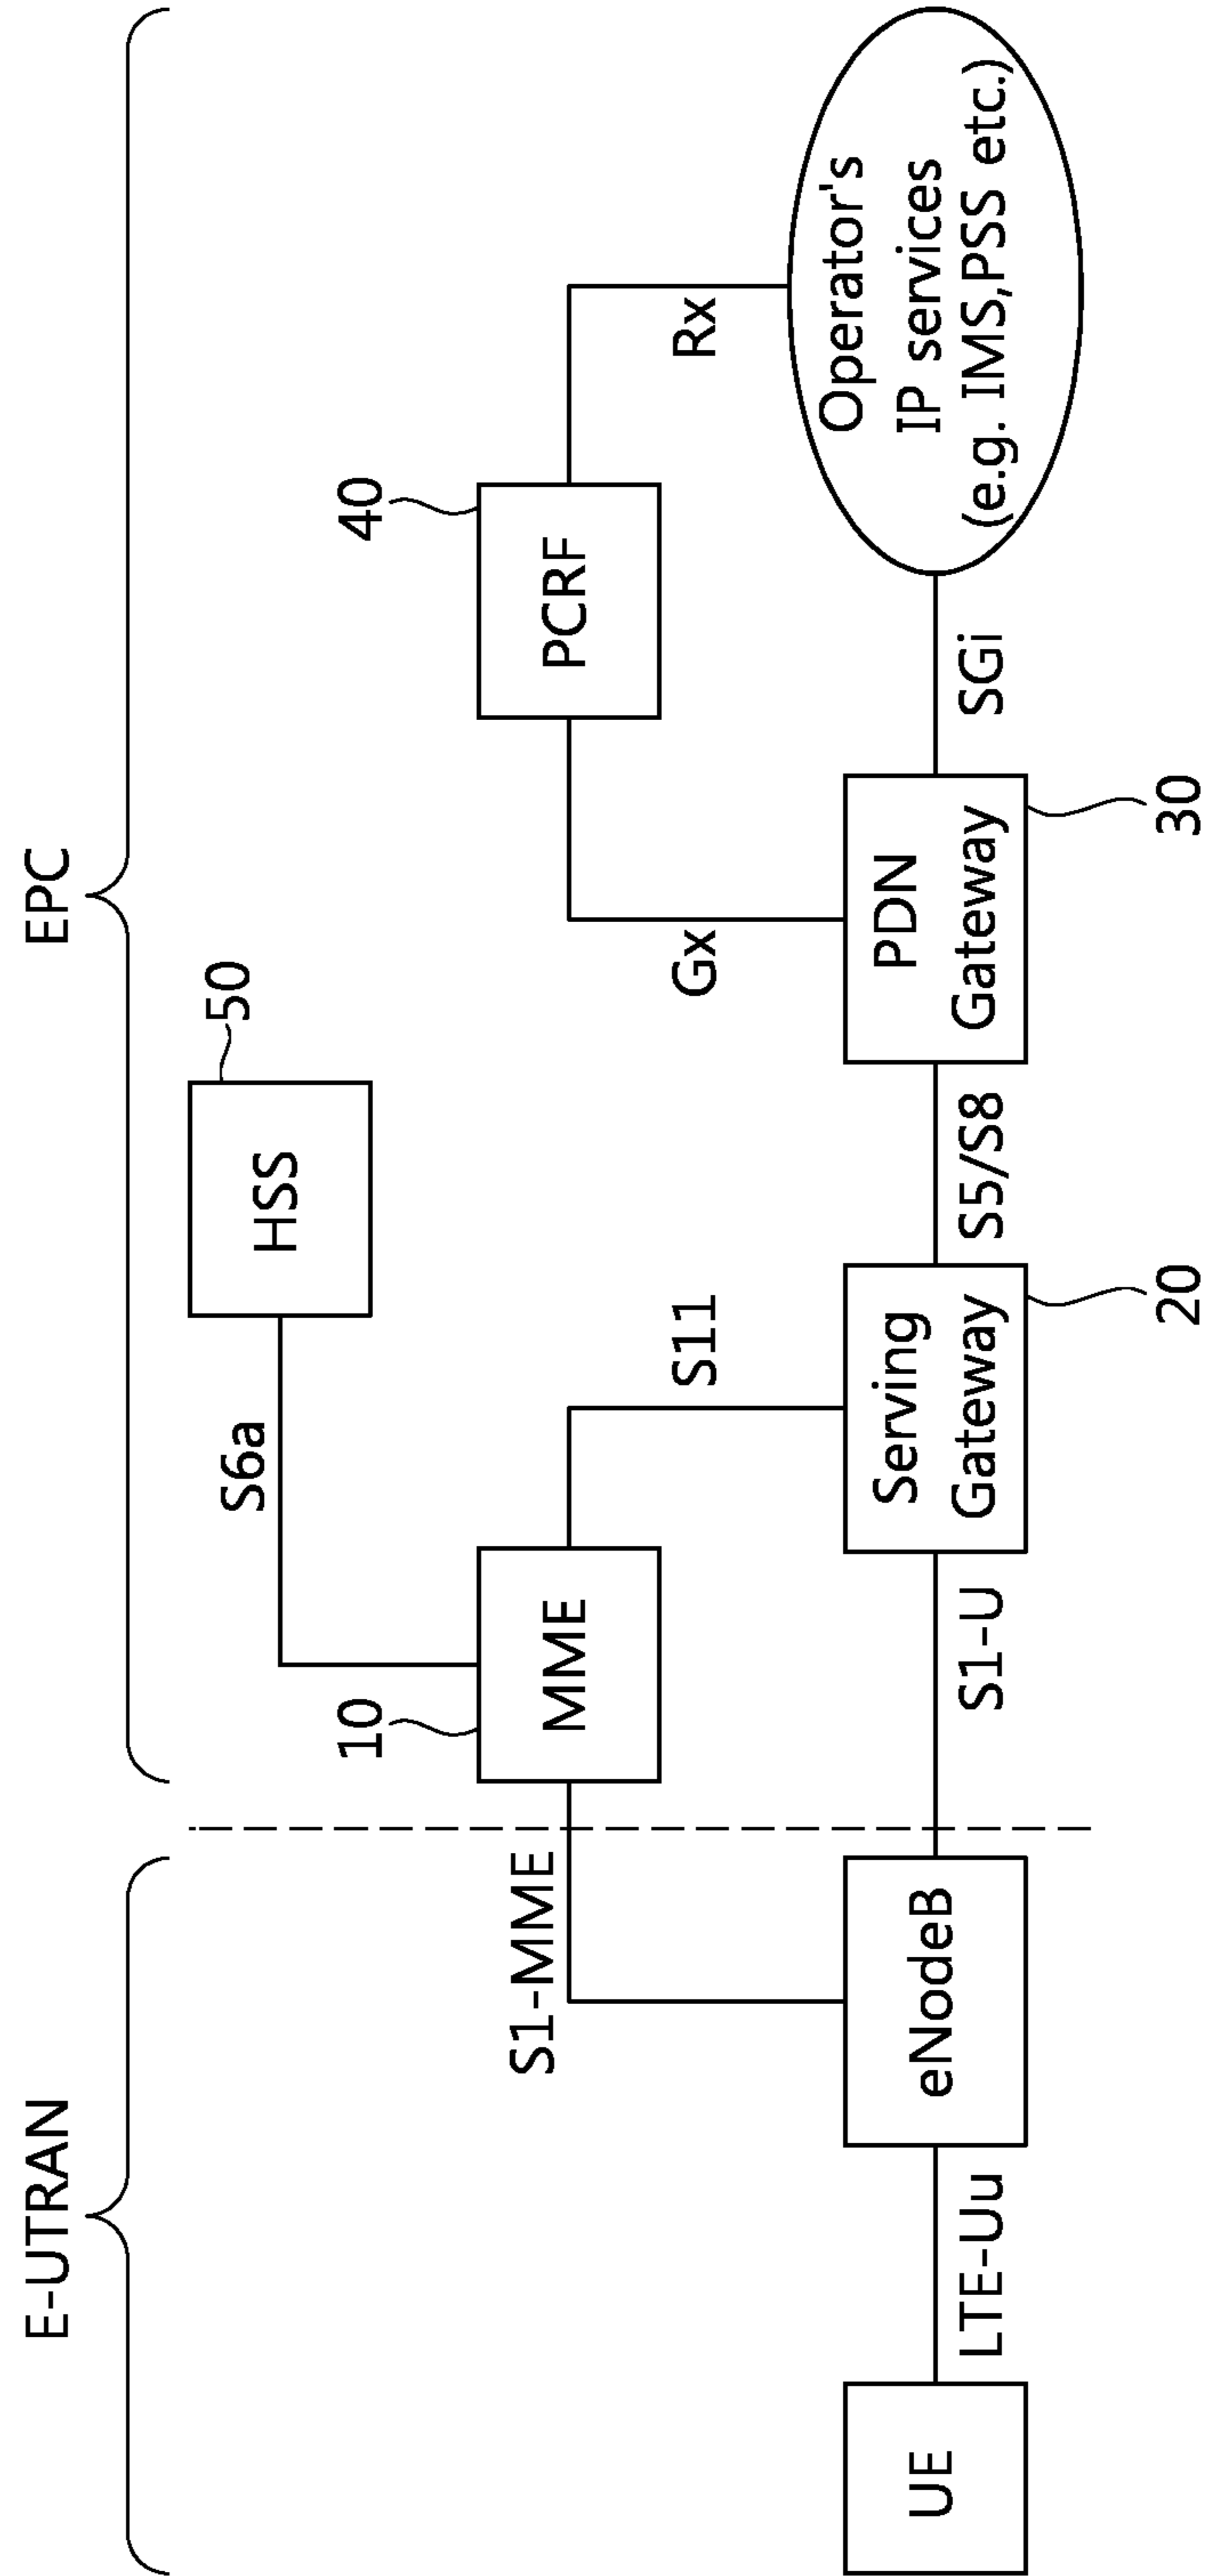 E-UTRAN
EPC
HSS
50
S6a
10
MME
S1-MME
S11
40
PCRF
Gx
Rx
UE
LTE-Uu
eNodeB
S1-U
Serving
Gateway
20
S5/S8
PDN
Gateway
30
SGi
Operator's
IP services
(e.g. IMS,PSS etc.)